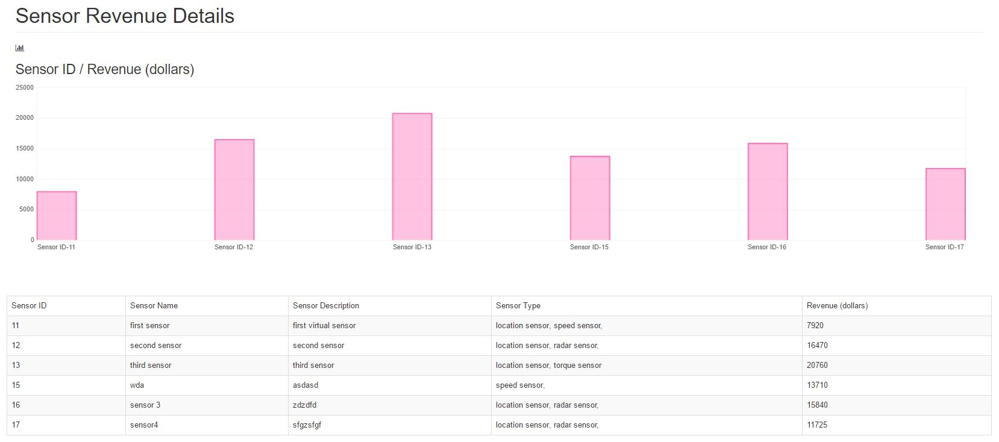 Sensor Revenue Details
Sensor ID / Revenue (dollars)
25000
20000
15000
10000
5000
0
Sensor ID-11 Sensor ID-12 Sensor ID-13 Sensor ID-15 Sensor ID-16 Sensor ID-17
Sensor ID Sensor Name Sensor Description Sensor Type Revenue (dollars)
11 first sensor first virtual sensor location sensor, speed sensor, 7920
12 second sensor second sensor location sensor, radar sensor, 16470
13 third sensor third sensor location sensor, torque sensor 20760
15 wda asdasd speed sensor, 13710
16 sensor 3 zdzdfd location sensor, radar sensor, 15840
17 sensor4 sfgzsfgf location sensor, radar sensor, 11725